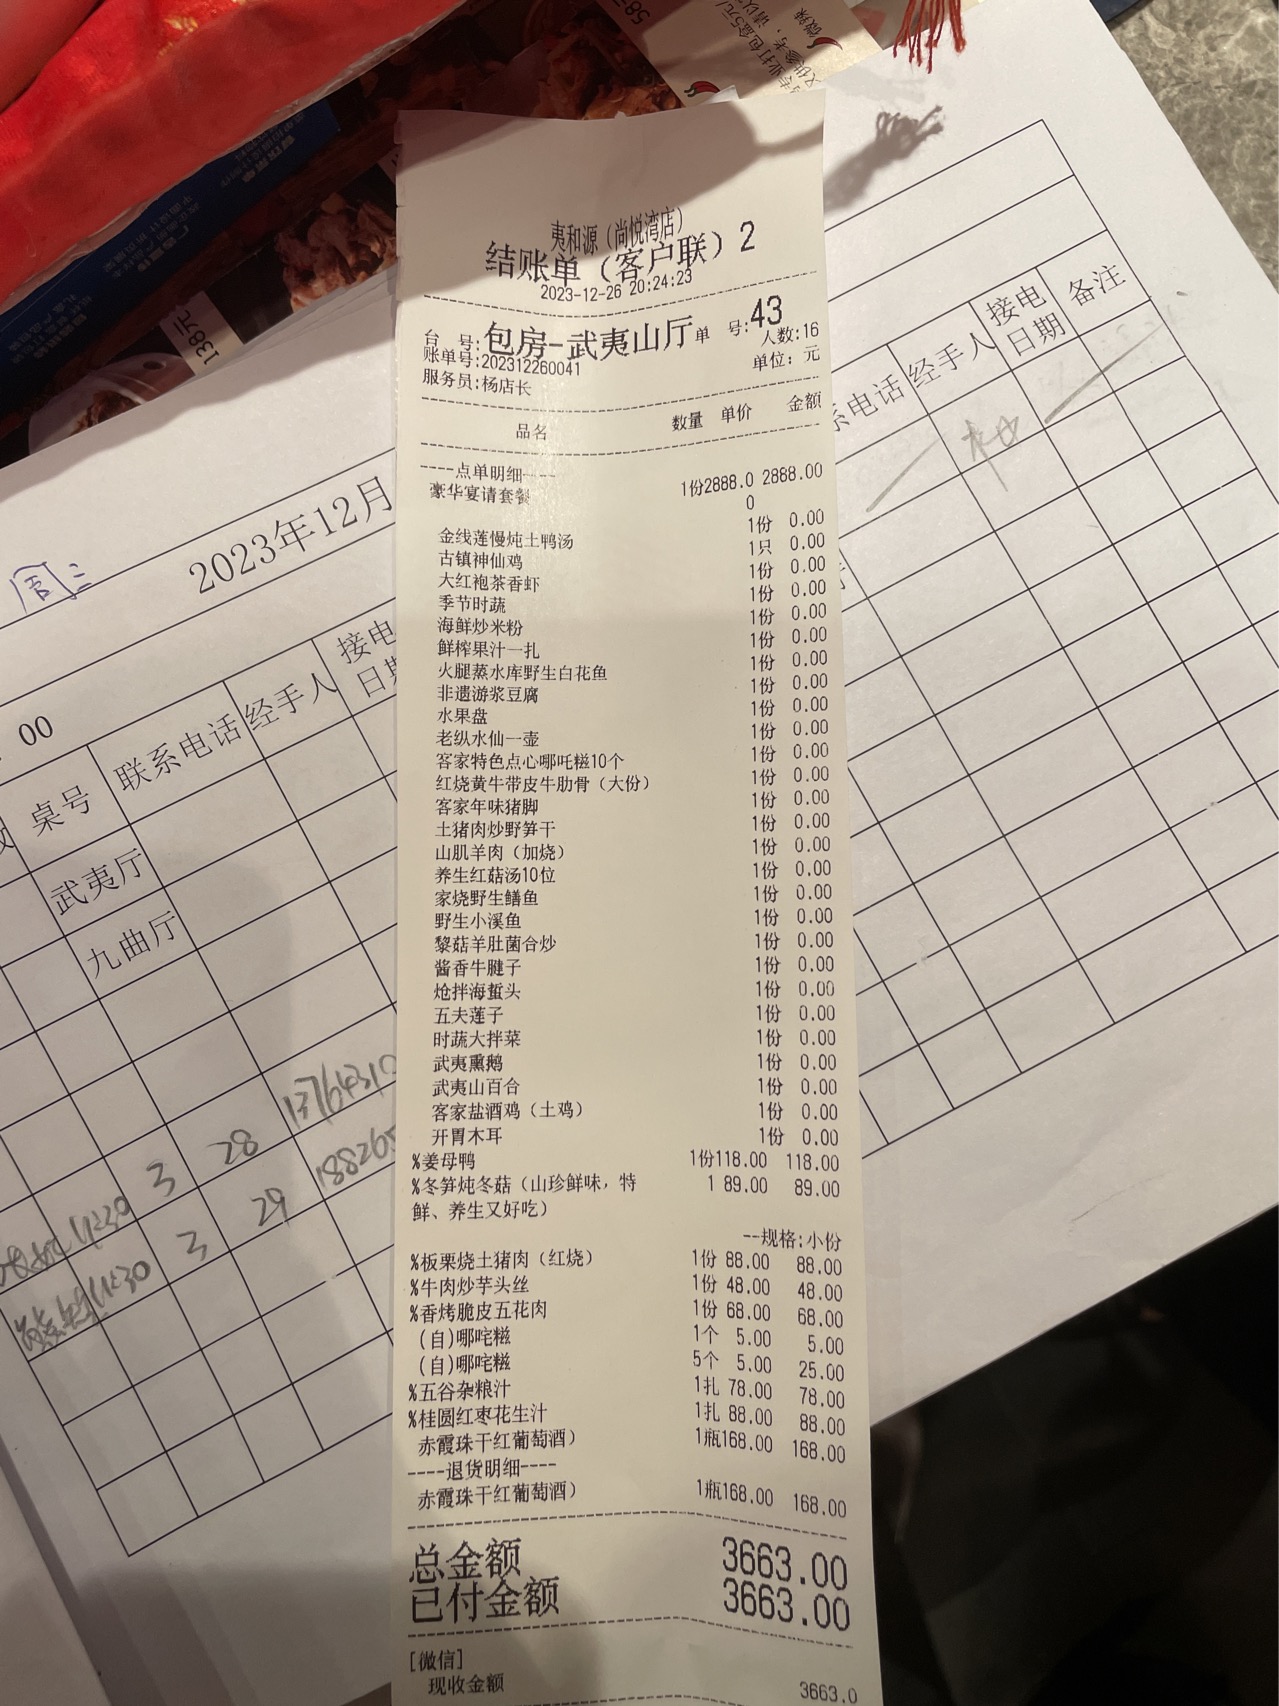 夷和源（尚悦湾店）
结账单（客户联）2
2023-12-26 20:24:23
台 号:包房-武夷山厅 单 号:43
账单号:202312260041 人数:16
服务员:杨店长 单位: 元
品名 数量 单价 金额
----点单明细----
豪华宴请套餐 1份2888.0 2888.00
0
金线莲慢炖土鸭汤 1份 0.00
古镇神仙鸡 1只 0.00
大红袍茶香虾 1份 0.00
季节时蔬 1份 0.00
海鲜炒米粉 1份 0.00
鲜榨果汁一扎 1份 0.00
火腿蒸水库野生白花鱼 1份 0.00
非遗游浆豆腐 1份 0.00
水果盘 1份 0.00
老纵水仙一壶 1份 0.00
客家特色点心哪吒糍10个 1份 0.00
红烧黄牛带皮牛肋骨（大份） 1份 0.00
客家年味猪脚 1份 0.00
土猪肉炒野笋干 1份 0.00
山肌羊肉（加烧） 1份 0.00
养生红菇汤10位 1份 0.00
家烧野生鳝鱼 1份 0.00
野生小溪鱼 1份 0.00
黎菇羊肚菌合炒 1份 0.00
酱香牛腱子 1份 0.00
炝拌海蜇头 1份 0.00
五夫莲子 1份 0.00
时蔬大拌菜 1份 0.00
武夷熏鹅 1份 0.00
武夷山百合 1份 0.00
客家盐酒鸡（土鸡） 1份 0.00
开胃木耳 1份 0.00
%姜母鸭 1份118.00 118.00
%冬笋炖冬菇（山珍鲜味，特 1 89.00 89.00
鲜、养生又好吃）
--规格:小份
%板栗烧土猪肉（红烧） 1份 88.00 88.00
%牛肉炒芋头丝 1份 48.00 48.00
%香烤脆皮五花肉 1份 68.00 68.00
(自)哪咤糍 1个 5.00 5.00
(自)哪咤糍 5个 5.00 25.00
%五谷杂粮汁 1扎 78.00 78.00
%桂圆红枣花生汁 1扎 88.00 88.00
赤霞珠干红葡萄酒） 1瓶168.00 168.00
----退货明细----
赤霞珠干红葡萄酒） 1瓶168.00 168.00
总金额 3663.00
已付金额 3663.00
[微信]
现收金额 3663.0
138元
58元
微辣
2023年12月
周二
00
桌号 联系电话 经手人 接电
日期
武夷厅
九曲厅
3 28 1376431
3 29 188265
系电话 经手人 接电
日期 备注